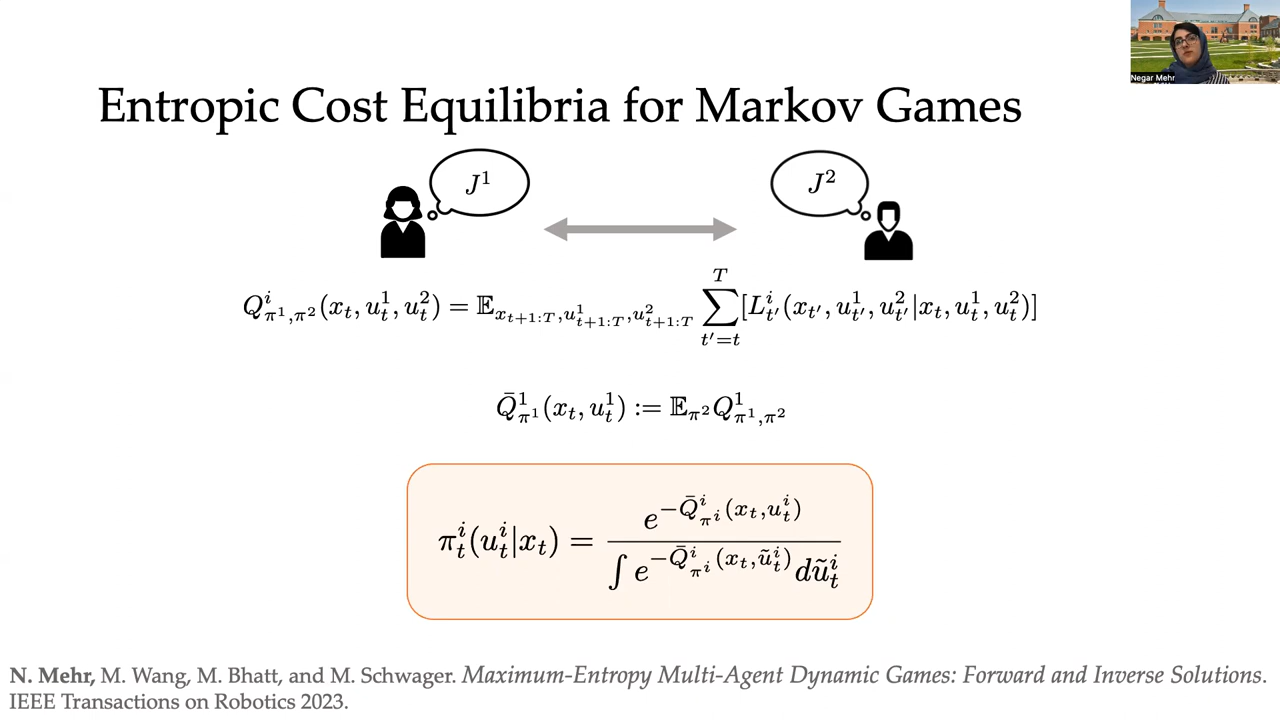 Negar Mehr
Entropic Cost Equilibria for Markov Games
J^1
J^2
Q^i_{π^1,π^2}(x_t, u^1_t, u^2_t) = 𝔼_{x_{t+1:T}, u^1_{t+1:T}, u^2_{t+1:T}} ∑_{t'=t}^{T} [L^i_{t'}(x_{t'}, u^1_{t'}, u^2_{t'}|x_t, u^1_t, u^2_t)]
Q̄^1_{π^1}(x_t, u^1_t) := 𝔼_{π^2} Q^1_{π^1,π^2}
π^i_t(u^i_t|x_t) = \frac{e^{-Q̄^i_{π^i}(x_t, u^i_t)}}{∫ e^{-Q̄^i_{π^i}(x_t, ũ^i_t)} dũ^i_t}
N. Mehr, M. Wang, M. Bhatt, and M. Schwager. Maximum-Entropy Multi-Agent Dynamic Games: Forward and Inverse Solutions.
IEEE Transactions on Robotics 2023.